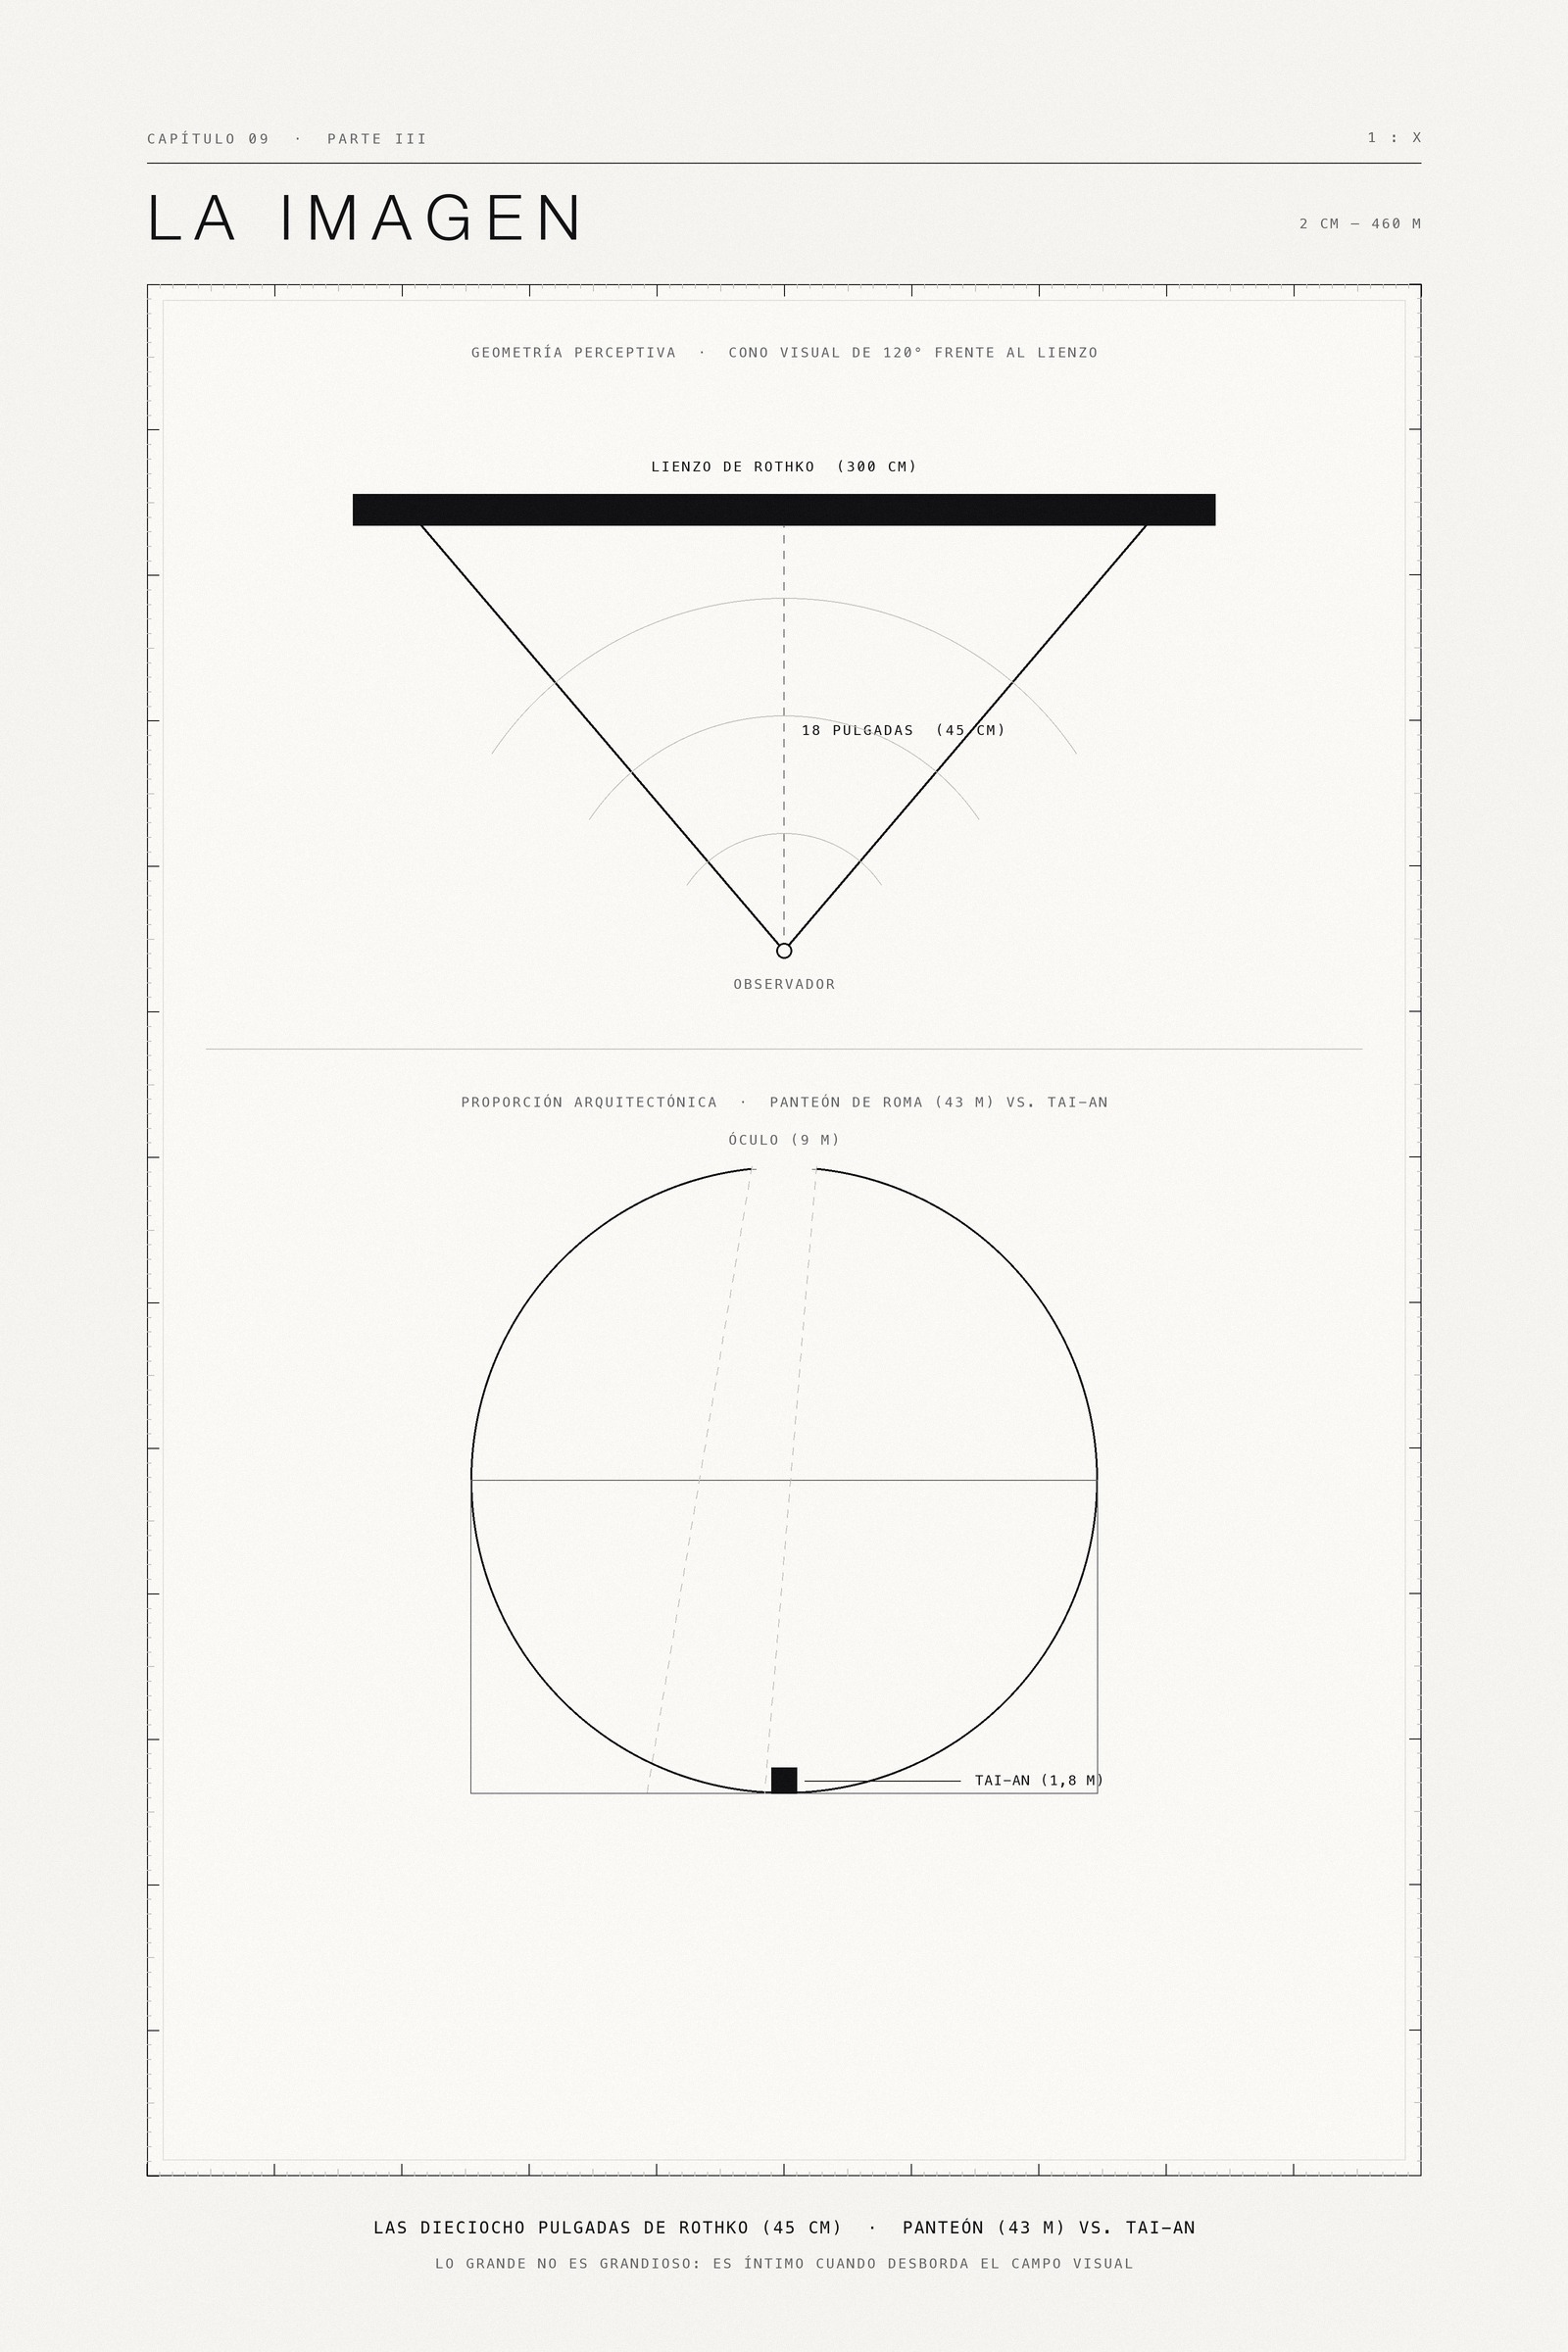 CAPÍTULO 09 · PARTE III
1 : X
LA IMAGEN
2 CM — 460 M
GEOMETRÍA PERCEPTIVA · CONO VISUAL DE 120° FRENTE AL LIENZO
LIENZO DE ROTHKO (300 CM)
18 PULGADAS (45 CM)
OBSERVADOR
PROPORCIÓN ARQUITECTÓNICA · PANTEÓN DE ROMA (43 M) VS. TAI—AN
ÓCULO (9 M)
TAI—AN (1,8 M)
LAS DIECIOCHO PULGADAS DE ROTHKO (45 CM) · PANTEÓN (43 M) VS. TAI—AN
LO GRANDE NO ES GRANDIOSO: ES ÍNTIMO CUANDO DESBORDA EL CAMPO VISUAL